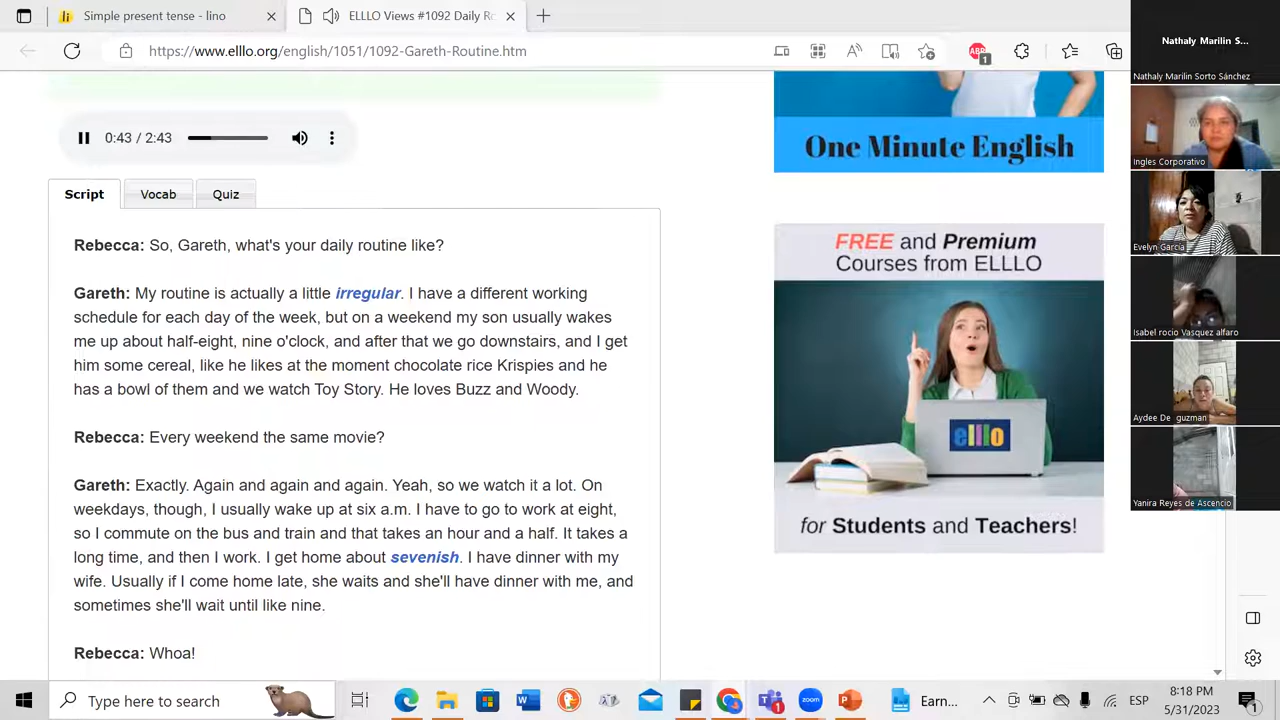 Simple present tense - lino
ELLLO Views #1092 Daily Ro
https://www.elllo.org/english/1051/1092-Gareth-Routine.htm
ABP
1
0:43 / 2:43
Script
Vocab
Quiz
Rebecca: So, Gareth, what's your daily routine like?
Gareth: My routine is actually a little irregular. I have a different working
schedule for each day of the week, but on a weekend my son usually wakes
me up about half-eight, nine o'clock, and after that we go downstairs, and I get
him some cereal, like he likes at the moment chocolate rice Krispies and he
has a bowl of them and we watch Toy Story. He loves Buzz and Woody.
Rebecca: Every weekend the same movie?
Gareth: Exactly. Again and again and again. Yeah, so we watch it a lot. On
weekdays, though, I usually wake up at six a.m. I have to go to work at eight,
so I commute on the bus and train and that takes an hour and a half. It takes a
long time, and then I work. I get home about sevenish. I have dinner with my
wife. Usually if I come home late, she waits and she'll have dinner with me, and
sometimes she'll wait until like nine.
Rebecca: Whoa!
One Minute English
FREE and Premium
Courses from ELLLO
elllo
for Students and Teachers!
Nathaly Marilin S...
Nathaly Marilin Sorto Sánchez
Ingles Corporativo
Evelyn Garcia
Isabel rocio Vasquez alfaro
Aydee De guzman
Yanira Reyes de Ascencio
Type here to search
1
zoom
Earn...
ESP
8:18 PM
5/31/2023
1